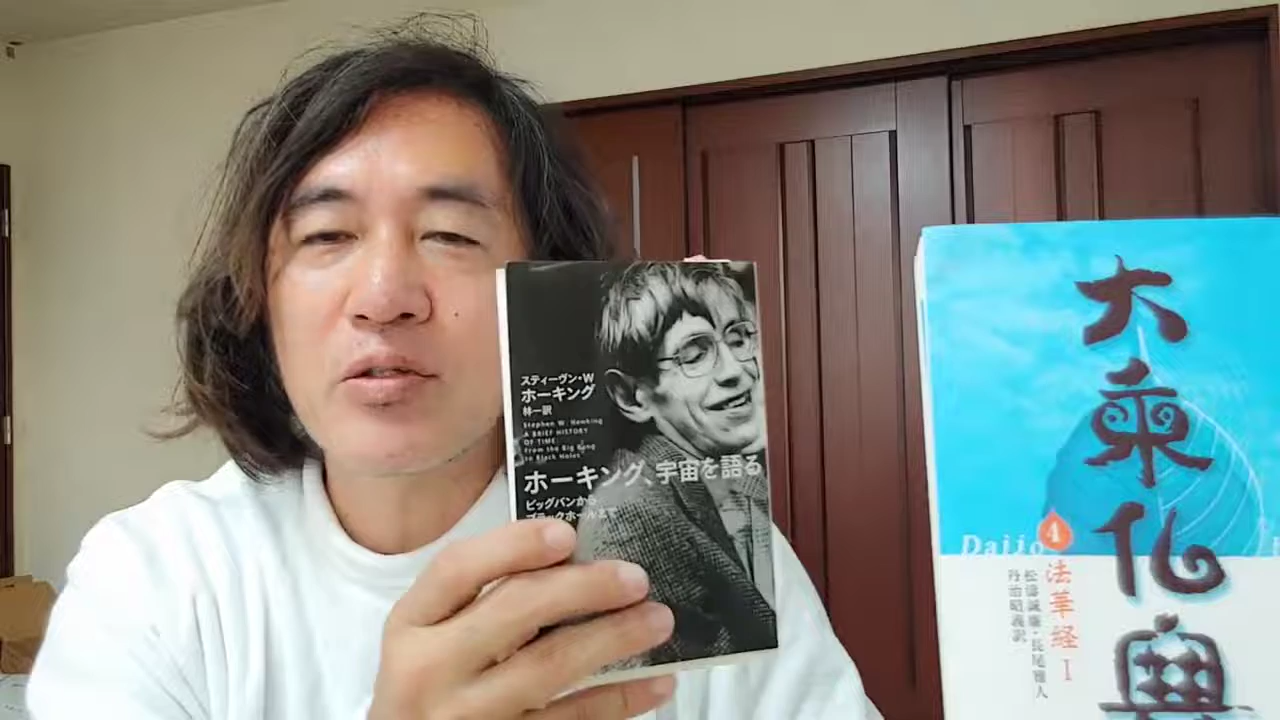 スティーヴン・W
ホーキング
林一訳
Stephen W. Hawking
A BRIEF HISTORY
OF TIME
From the Big Bang
to Black Holes
ホーキング、宇宙を語る
ビッグバンから
ブラックホールまで
大乘仏典
Daijo
4
法華経 I
松濤誠廉・長尾雅人
丹治昭義訳